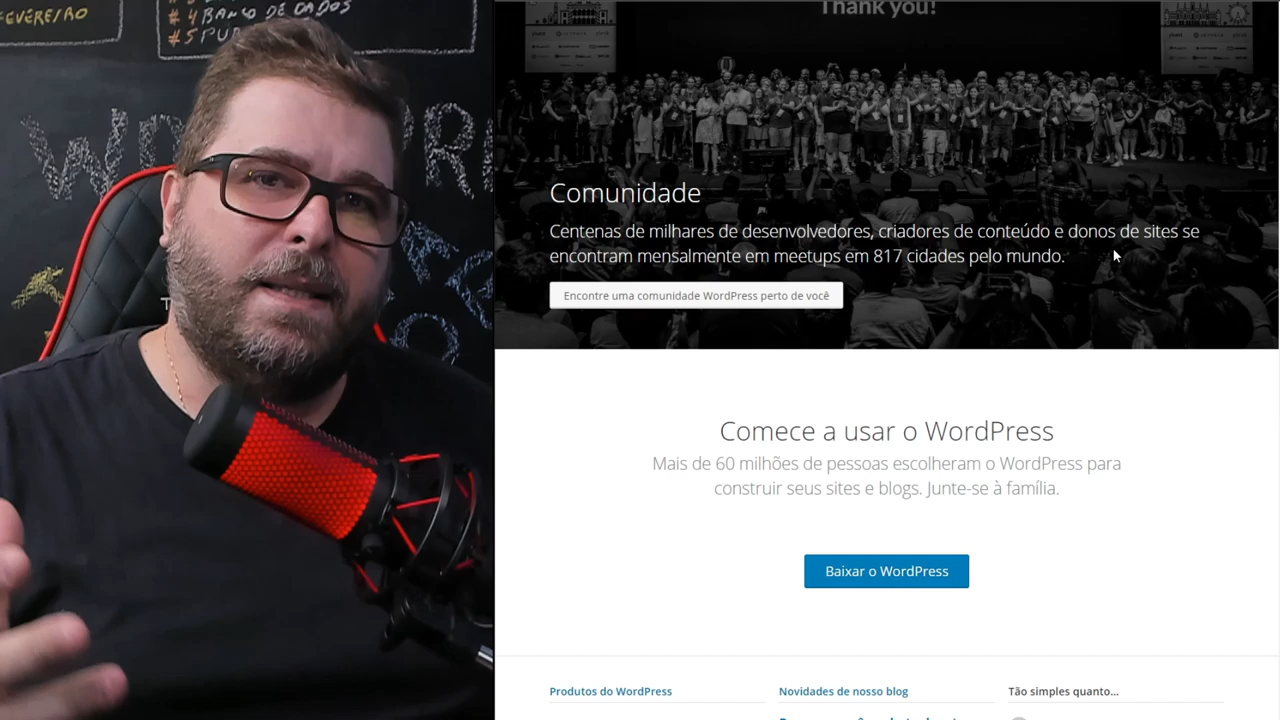 FEVEREIRO
#4 BANCO DE DADOS
#5 PU
Thank you!
Comunidade
Centenas de milhares de desenvolvedores, criadores de conteúdo e donos de sites se
encontram mensalmente em meetups em 817 cidades pelo mundo.
Encontre uma comunidade WordPress perto de você
Comece a usar o WordPress
Mais de 60 milhões de pessoas escolheram o WordPress para
construir seus sites e blogs. Junte-se à família.
Baixar o WordPress
Produtos do WordPress
Novidades de nosso blog
Tão simples quanto...